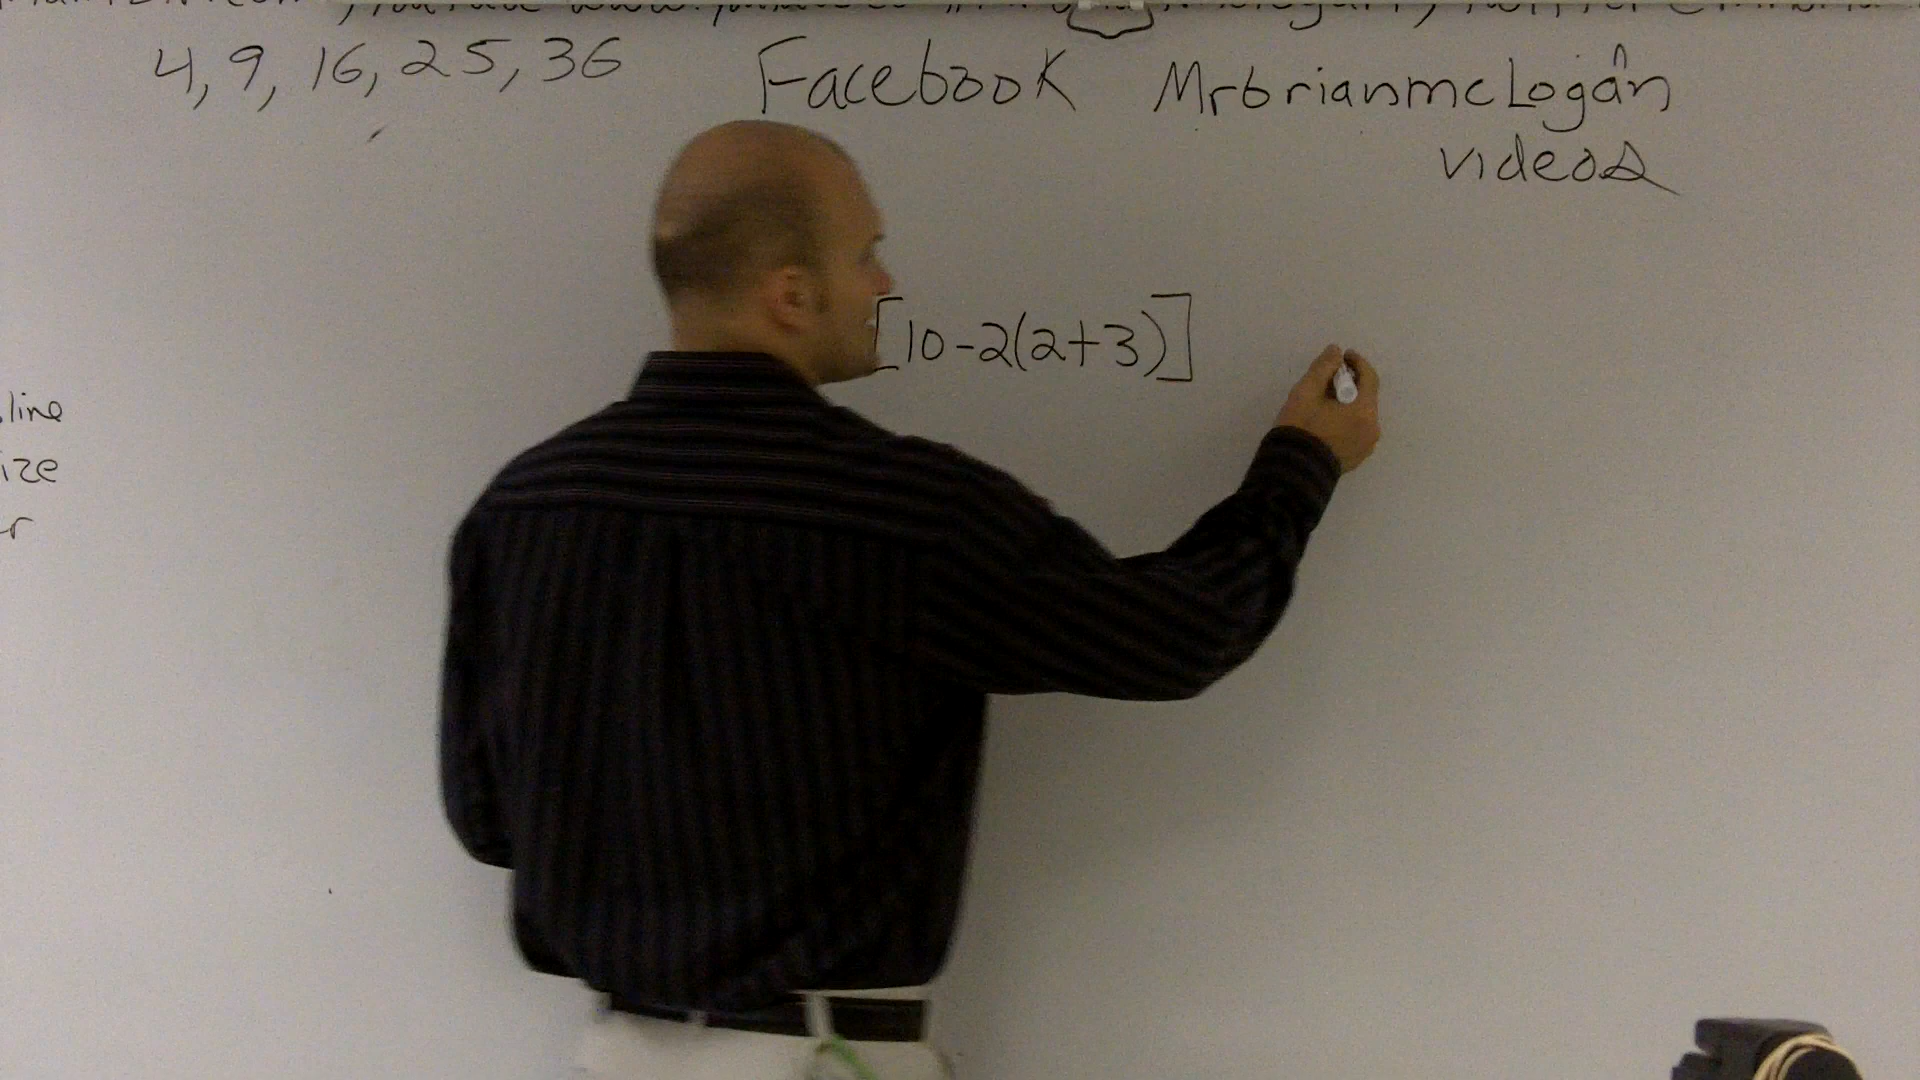 4, 9, 16, 25, 36
Facebook Mrbrianmclogan
videos
[10-2(2+3)]
line
ize
r